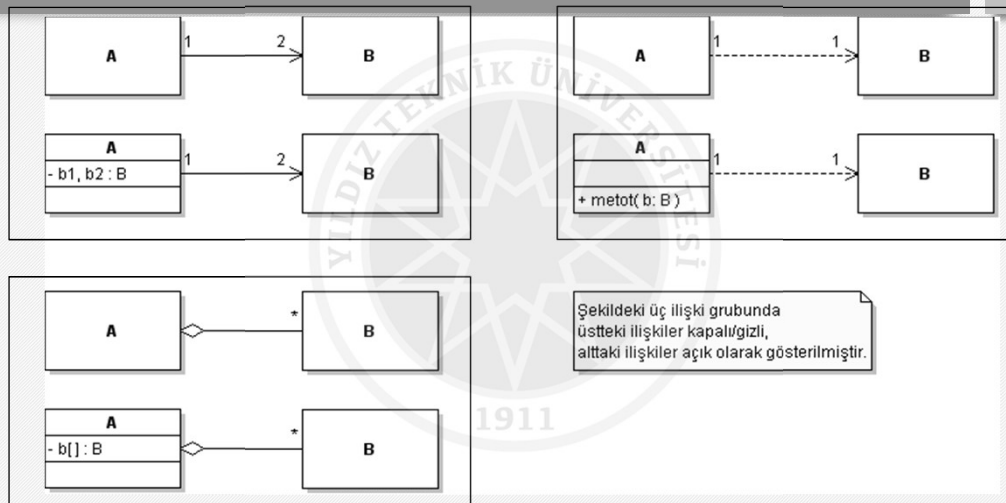 A 1 2 B
A
- b1, b2 : B
1 2 B
A 1 1 B
A
+ metot( b: B )
1 1 B
A * B
A
- b[ ] : B
* B
Şekildeki üç ilişki grubunda
üstteki ilişkiler kapalı/gizli,
alttaki ilişkiler açık olarak gösterilmiştir.
YILDIZ TEKNİK ÜNİVERSİTESİ
1911